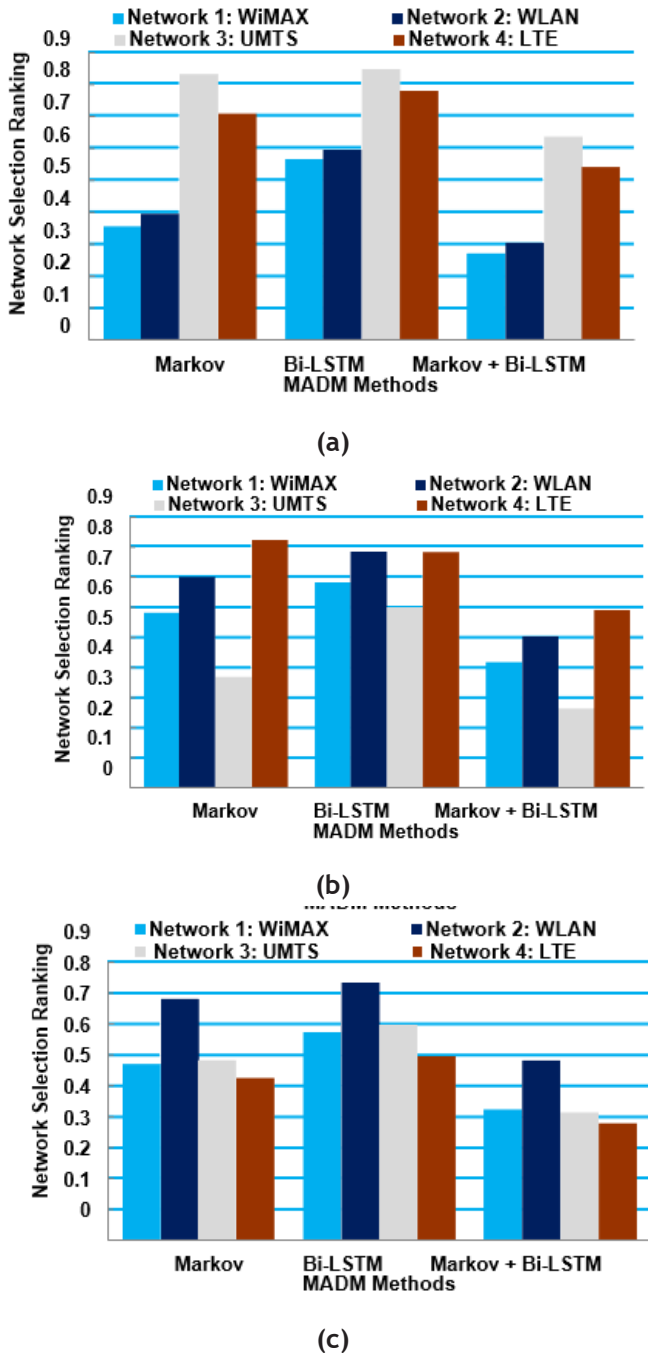 Network 1: WiMAX Network 2: WLAN
Network 3: UMTS Network 4: LTE
0.9
0.8
0.7
0.6
0.5
0.4
0.3
0.2
0.1
0
Network Selection Ranking
Markov Bi-LSTM Markov + Bi-LSTM
MADM Methods
(a)
Network 1: WiMAX Network 2: WLAN
Network 3: UMTS Network 4: LTE
0.9
0.8
0.7
0.6
0.5
0.4
0.3
0.2
0.1
0
Network Selection Ranking
Markov Bi-LSTM Markov + Bi-LSTM
MADM Methods
(b)
MADM Methods
Network 1: WiMAX Network 2: WLAN
Network 3: UMTS Network 4: LTE
0.9
0.8
0.7
0.6
0.5
0.4
0.3
0.2
0.1
0
Network Selection Ranking
Markov Bi-LSTM Markov + Bi-LSTM
MADM Methods
(c)